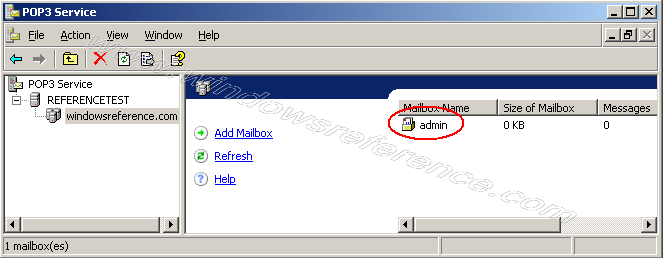 POP3 Service
File Action View Window Help
POP3 Service
REFERENCETEST
windowsreference.com
Add Mailbox
Refresh
Help
Mailbox Name Size of Mailbox Messages
admin 0 KB 0
1 mailbox(es)
www.windowsreference.com